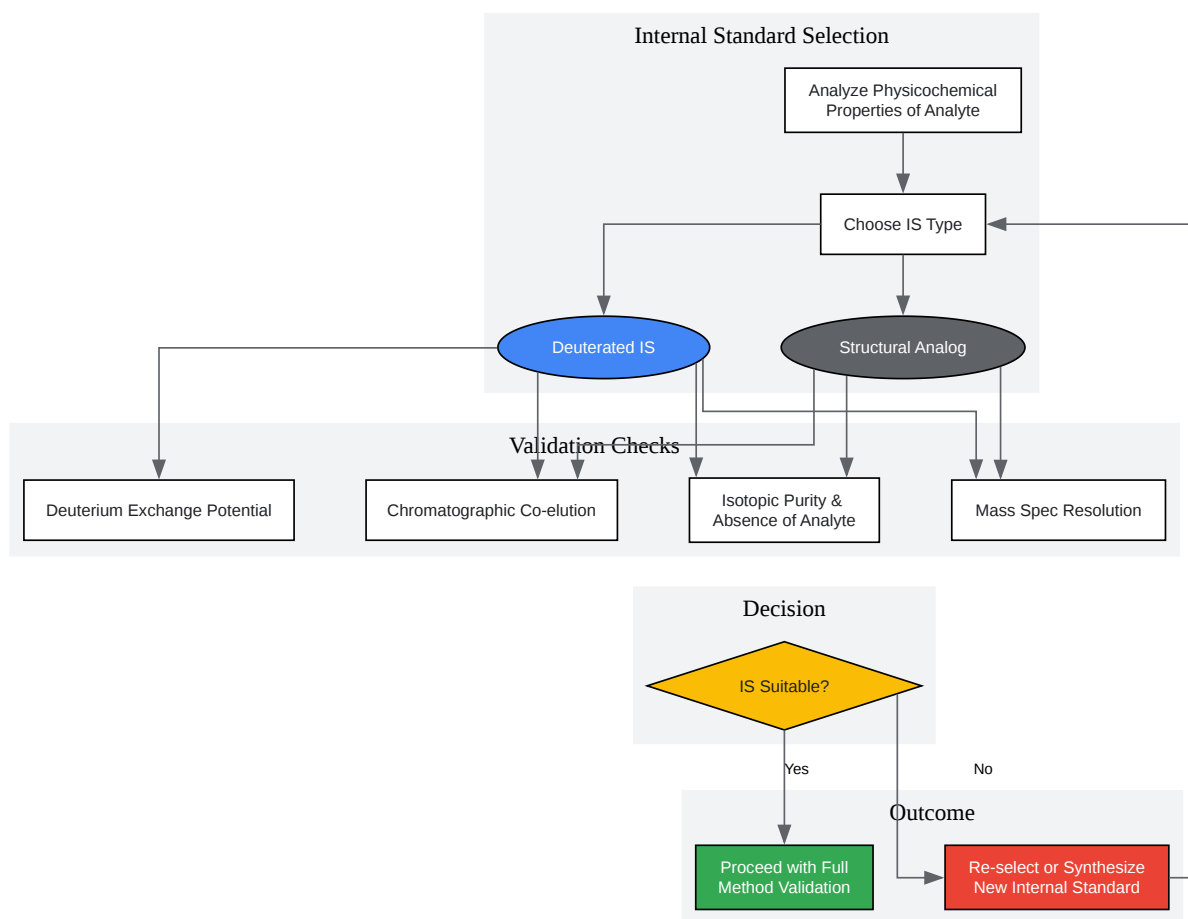 Internal Standard Selection
Analyze Physicochemical
Properties of Analyte
Choose IS Type
Deuterated IS
Structural Analog
Validation Checks
Deuterium Exchange Potential
Chromatographic Co-elution
Isotopic Purity &
Absence of Analyte
Mass Spec Resolution
Decision
IS Suitable?
Yes
No
Outcome
Proceed with Full
Method Validation
Re-select or Synthesize
New Internal Standard